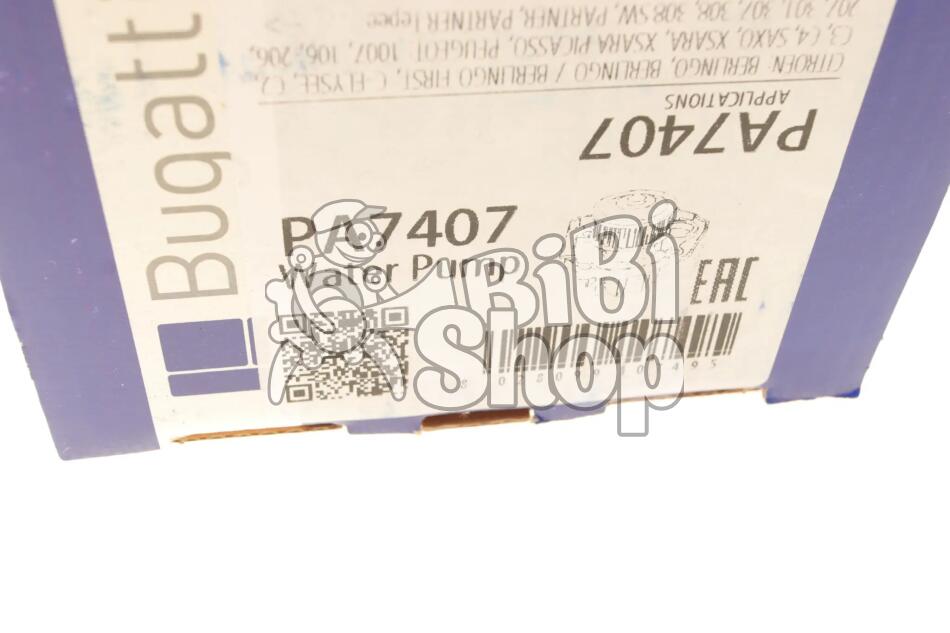 207, 301, 307, 308, 308 SW, PARTNER, PARTNER Tepee
C3, C4, SAXO, XSARA, XSARA PICASSO, PEUGEOT: 1007, 106, 206,
CITROEN: BERLINGO, BERLINGO / BERLINGO FIRST, C-ELYSEE, C2,
APPLICATIONS
PA7407
Bugatt
PA7407
Water Pump
EAC
BiBi
Shop